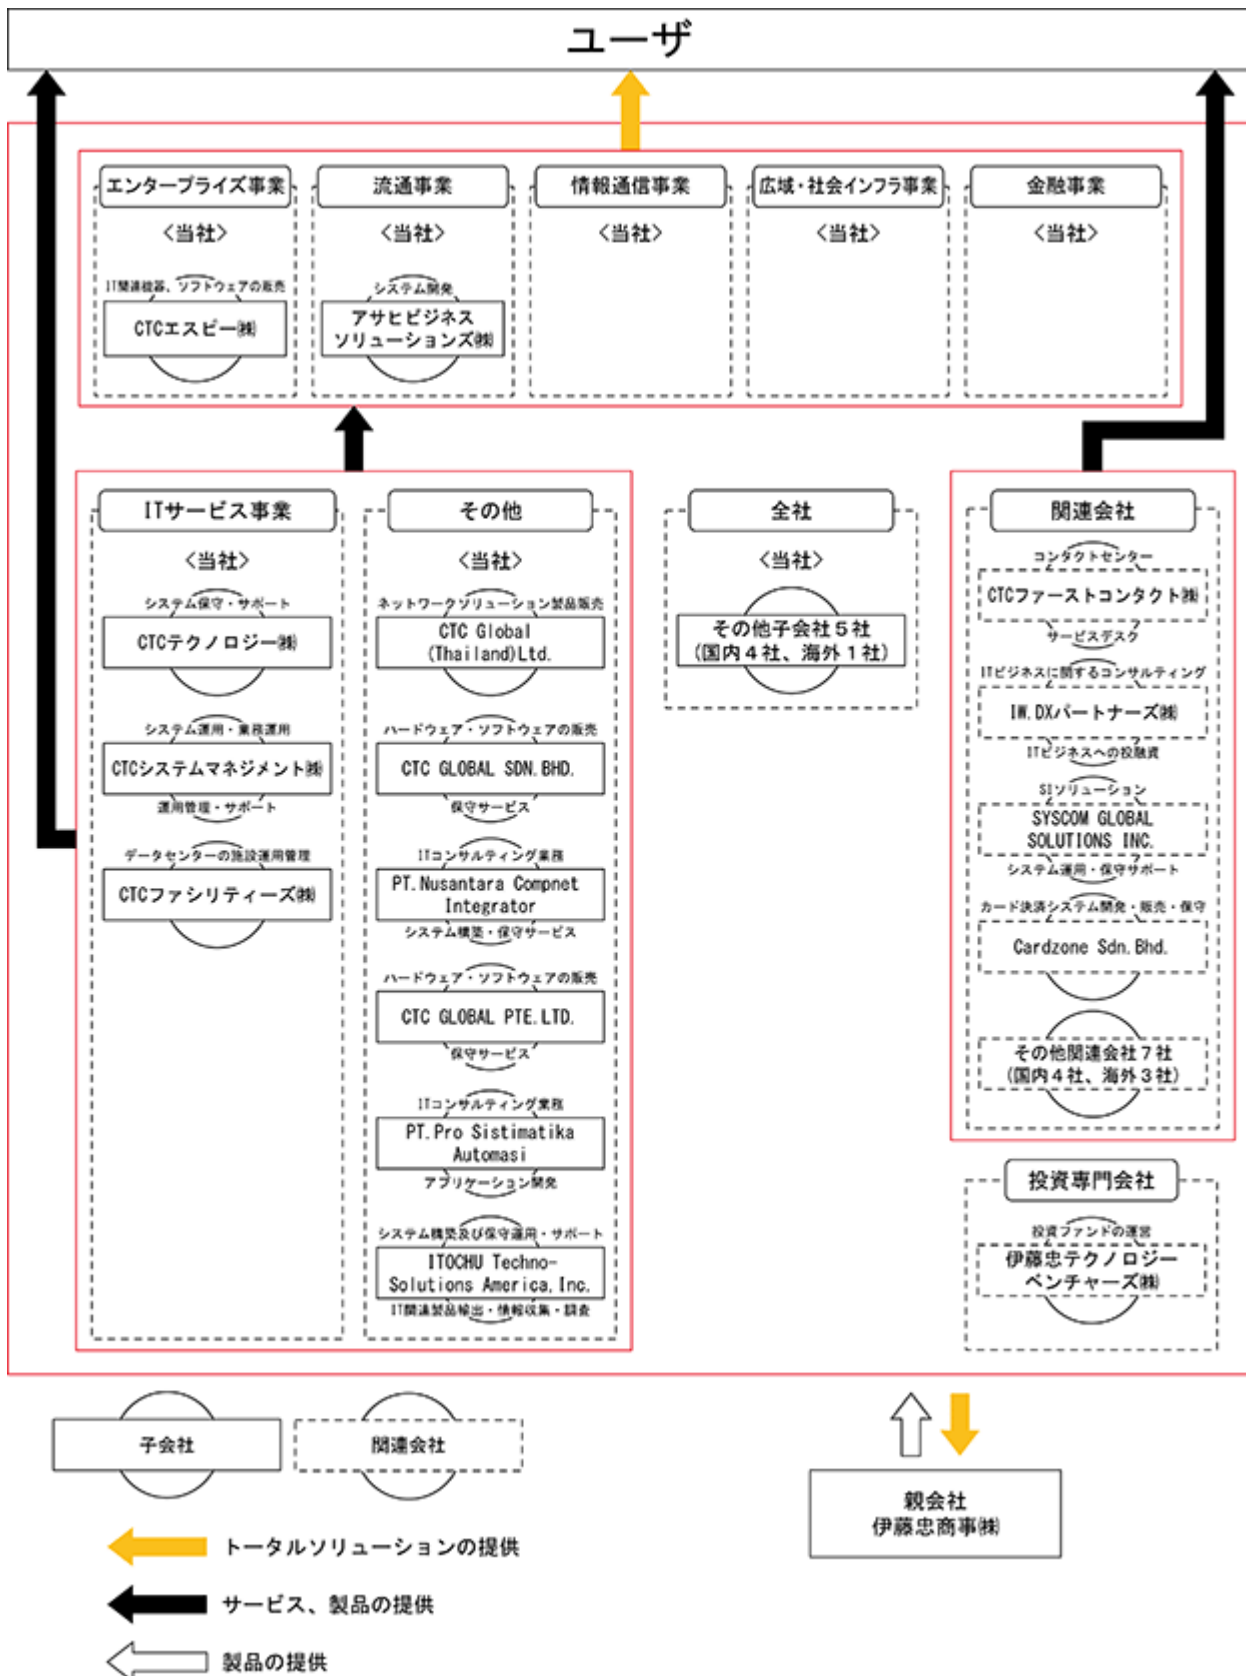 ユーザ
エンタープライズ事業
流通事業
情報通信事業
広域・社会インフラ事業
金融事業
〈当社〉
〈当社〉
〈当社〉
〈当社〉
〈当社〉
IT関連機器、ソフトウェアの販売
CTCエスピー㈱
システム開発
アサヒビジネス
ソリューションズ㈱
ITサービス事業
〈当社〉
システム保守・サポート
CTCテクノロジー㈱
システム運用・業務運用
CTCシステムマネジメント㈱
運用管理・サポート
データセンターの施設運用管理
CTCファシリティーズ㈱
その他
〈当社〉
ネットワークソリューション製品販売
CTC Global
(Thailand)Ltd.
ハードウェア・ソフトウェアの販売
CTC GLOBAL SDN.BHD.
保守サービス
ITコンサルティング業務
PT.Nusantara Compnet
Integrator
システム構築・保守サービス
ハードウェア・ソフトウェアの販売
CTC GLOBAL PTE.LTD.
保守サービス
ITコンサルティング業務
PT.Pro Sistimatika
Automasi
アプリケーション開発
システム構築及び保守運用・サポート
ITOCHU Techno-
Solutions America,Inc.
IT関連製品輸出・情報収集・調査
全社
〈当社〉
その他子会社５社
(国内４社、海外１社)
関連会社
コンタクトセンター
CTCファーストコンタクト㈱
サービスデスク
ITビジネスに関するコンサルティング
IW.DXパートナーズ㈱
ITビジネスへの投融資
SIソリューション
SYSCOM GLOBAL
SOLUTIONS INC.
システム運用・保守サポート
カード決済システム開発・販売・保守
Cardzone Sdn.Bhd.
その他関連会社７社
(国内４社、海外３社)
投資専門会社
投資ファンドの運営
伊藤忠テクノロジー
ベンチャーズ㈱
子会社
関連会社
親会社
伊藤忠商事㈱
トータルソリューションの提供
サービス、製品の提供
製品の提供